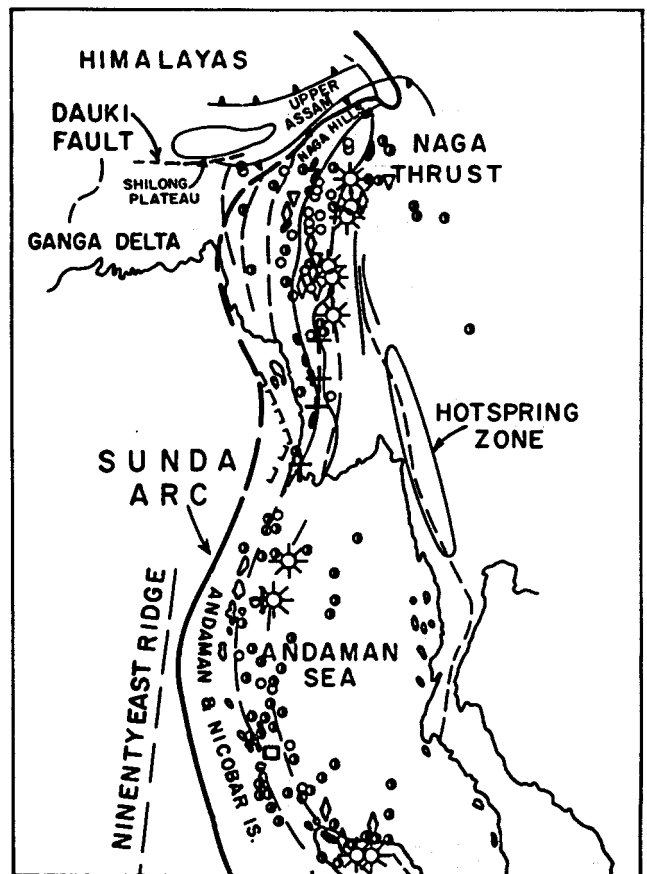 HIMALAYAS
UPPER
ASSAM
DAUKI
FAULT
NAGA HILLS
NAGA
THRUST
SHILONG
PLATEAU
GANGA DELTA
HOTSPRING
ZONE
SUNDA
ARC
NINENTYEAST RIDGE
ANDAMAN & NICOBAR IS.
ANDAMAN
SEA